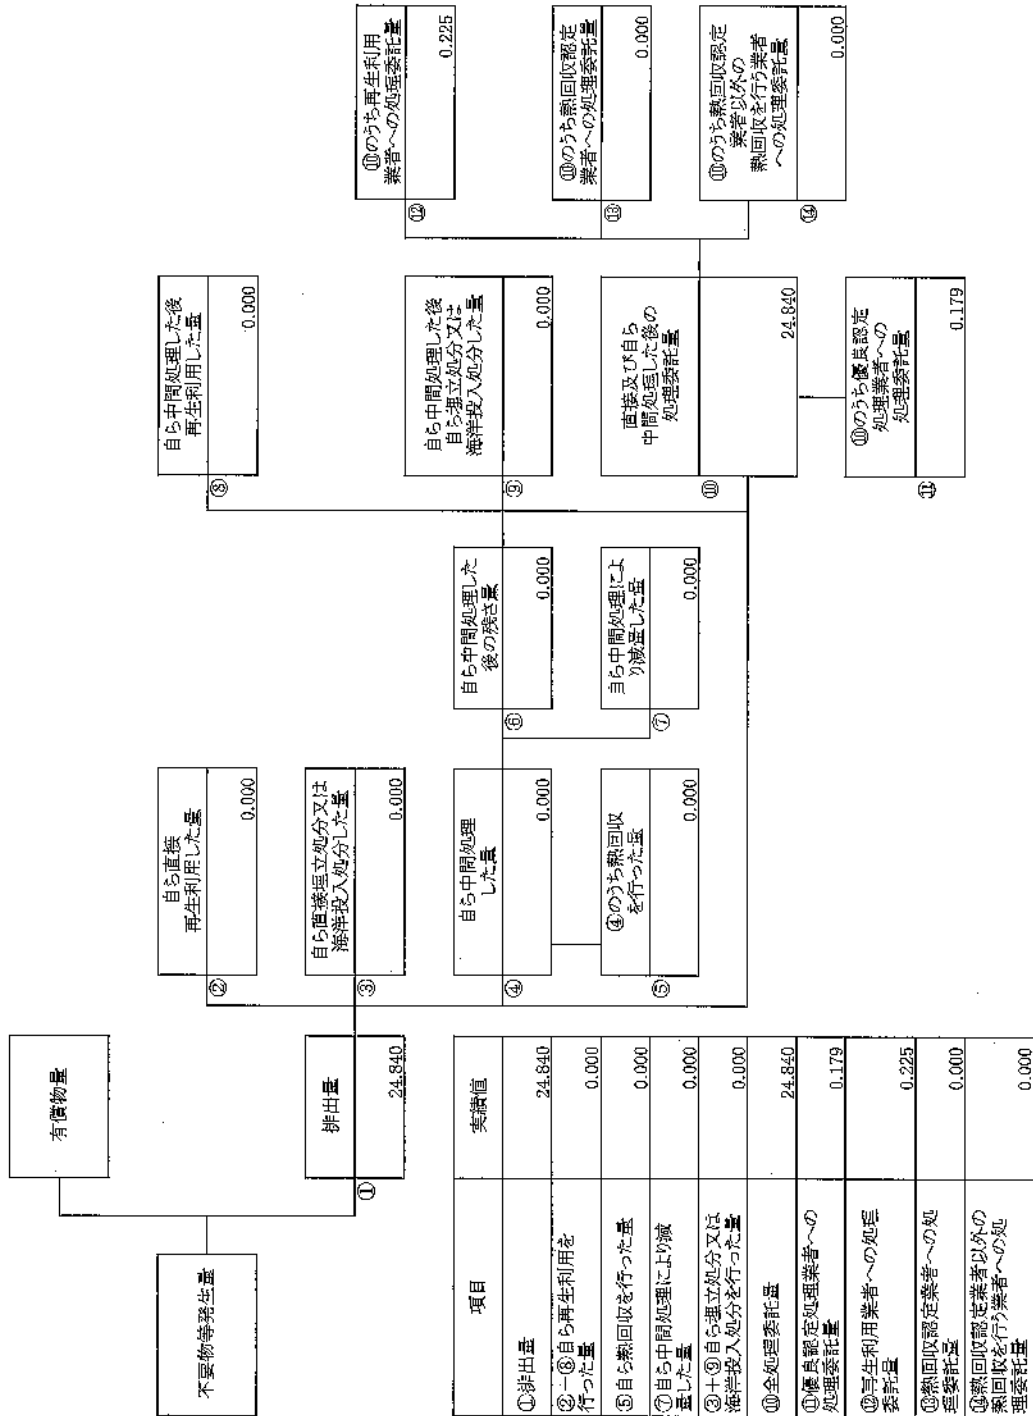 有償物量
不要物等発生量
①
排出量
24.840
②
自ら直接
再生利用した量
0.000
③
自ら直接埋立処分又は
海洋投入処分した量
0.000
④
自ら中間処理
した量
0.000
⑤
④のうち熱回収
を行った量
0.000
⑥
自ら中間処理した
後の残さ量
0.000
⑦
自ら中間処理によ
り減量した量
0.000
⑧
自ら中間処理した後
再生利用した量
0.000
⑨
自ら中間処理した後
自ら埋立処分又は
海洋投入処分した量
0.000
⑩
直接及び自ら
中間処理した後の
処理委託量
24.840
⑪
⑩のうち優良認定
処理業者への
処理委託量
0.179
⑫
⑩のうち再生利用
業者への処理委託量
0.225
⑬
⑩のうち熱回収認定
業者への処理委託量
0.000
⑭
⑩のうち熱回収認定
業者以外の
熱回収を行う業者
への処理委託量
0.000
項目
実績値
①排出量
24.840
②+⑧自ら再生利用を
行った量
0.000
⑤自ら熱回収を行った量
0.000
⑦自ら中間処理により減
量した量
0.000
③+⑨自ら埋立処分又は
海洋投入処分を行った量
0.000
⑩全処理委託量
24.840
⑪優良認定処理業者への
処理委託量
0.179
⑫再生利用業者への処理
委託量
0.225
⑬熱回収認定業者への処
理委託量
0.000
⑭熱回収認定業者以外の
熱回収を行う業者への処
理委託量
0.000